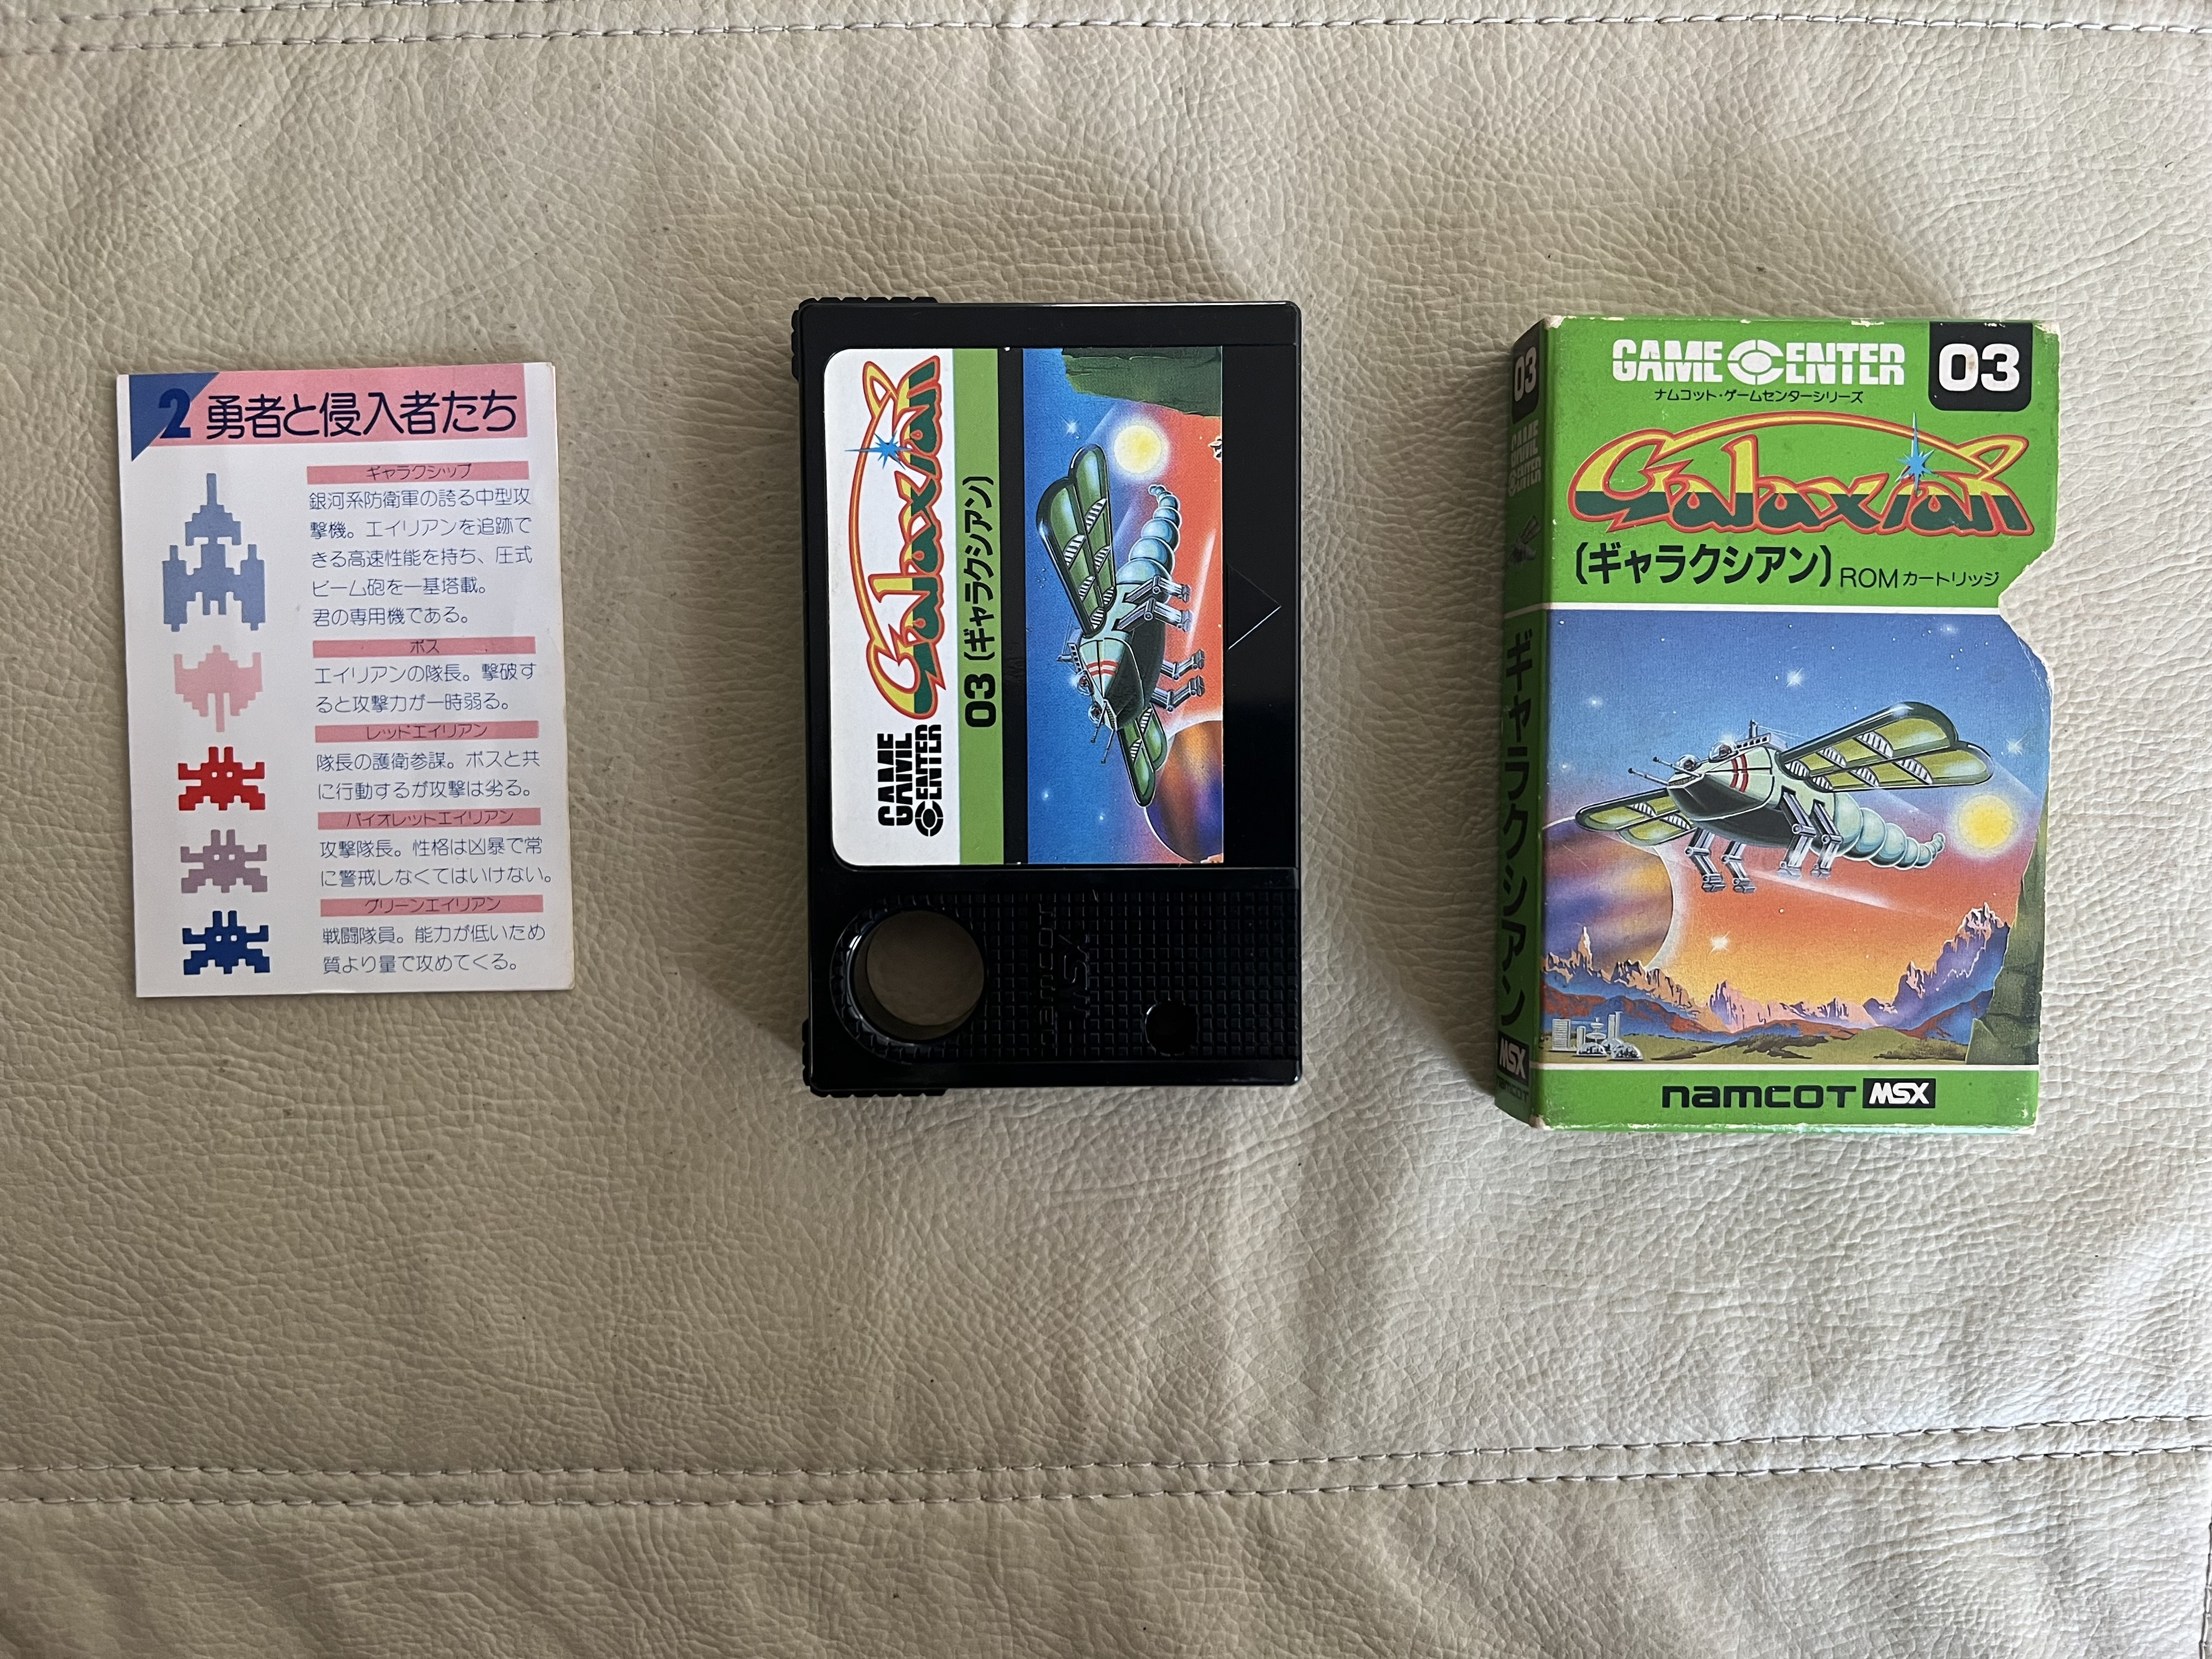 2 勇者と侵入者たち
ギャラクシップ
銀河系防衛軍の誇る中型攻
撃機。エイリアンを追跡で
きる高速性能を持ち、圧式
ビーム砲を一基塔載。
君の専用機である。
ボス
エイリアンの隊長。撃破す
ると攻撃力が一時弱る。
レッドエイリアン
隊長の護衛参謀。ボスと共
に行動するが攻撃は劣る。
バイオレットエイリアン
攻撃隊長。性格は凶暴で常
に警戒しなくてはいけない。
グリーンエイリアン
戦闘隊員。能力が低いため
質より量で攻めてくる。
GAME
CENTER
Galaxian
03 (ギャラクシアン)
namcot
MSX
03
GAME
CENTER
ギャラクシアン
MSX
namcot
GAME CENTER
03
ナムコット・ゲームセンターシリーズ
Galaxian
(ギャラクシアン) ROMカートリッジ
namcot MSX